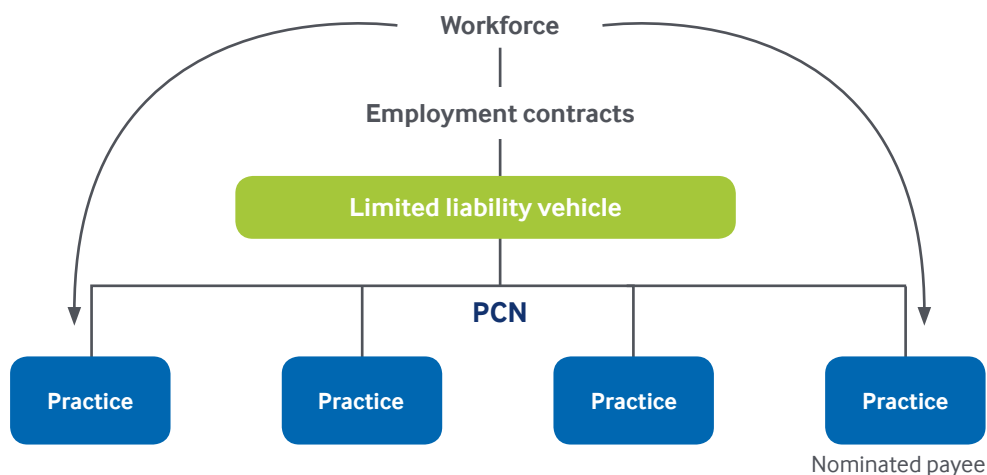 Workforce
Employment contracts
Limited liability vehicle
PCN
Practice
Practice
Practice
Practice
Nominated payee